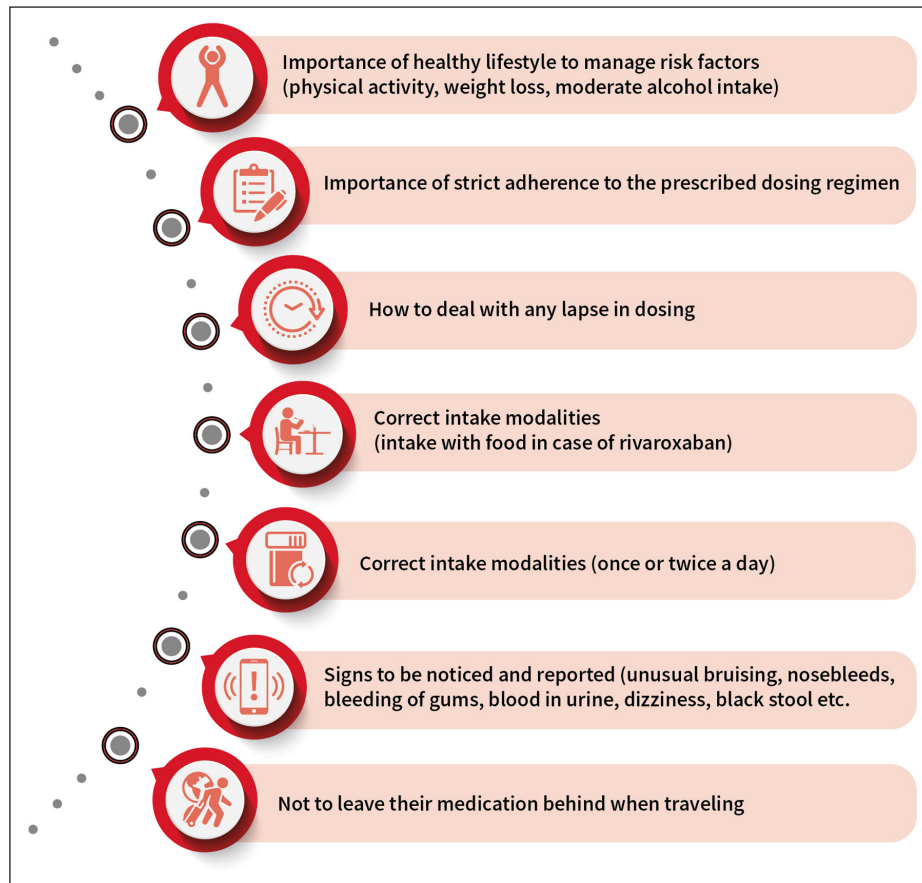 Importance of healthy lifestyle to manage risk factors
(physical activity, weight loss, moderate alcohol intake)
Importance of strict adherence to the prescribed dosing regimen
How to deal with any lapse in dosing
Correct intake modalities
(intake with food in case of rivaroxaban)
Correct intake modalities (once or twice a day)
Signs to be noticed and reported (unusual bruising, nosebleeds,
bleeding of gums, blood in urine, dizziness, black stool etc.
Not to leave their medication behind when traveling